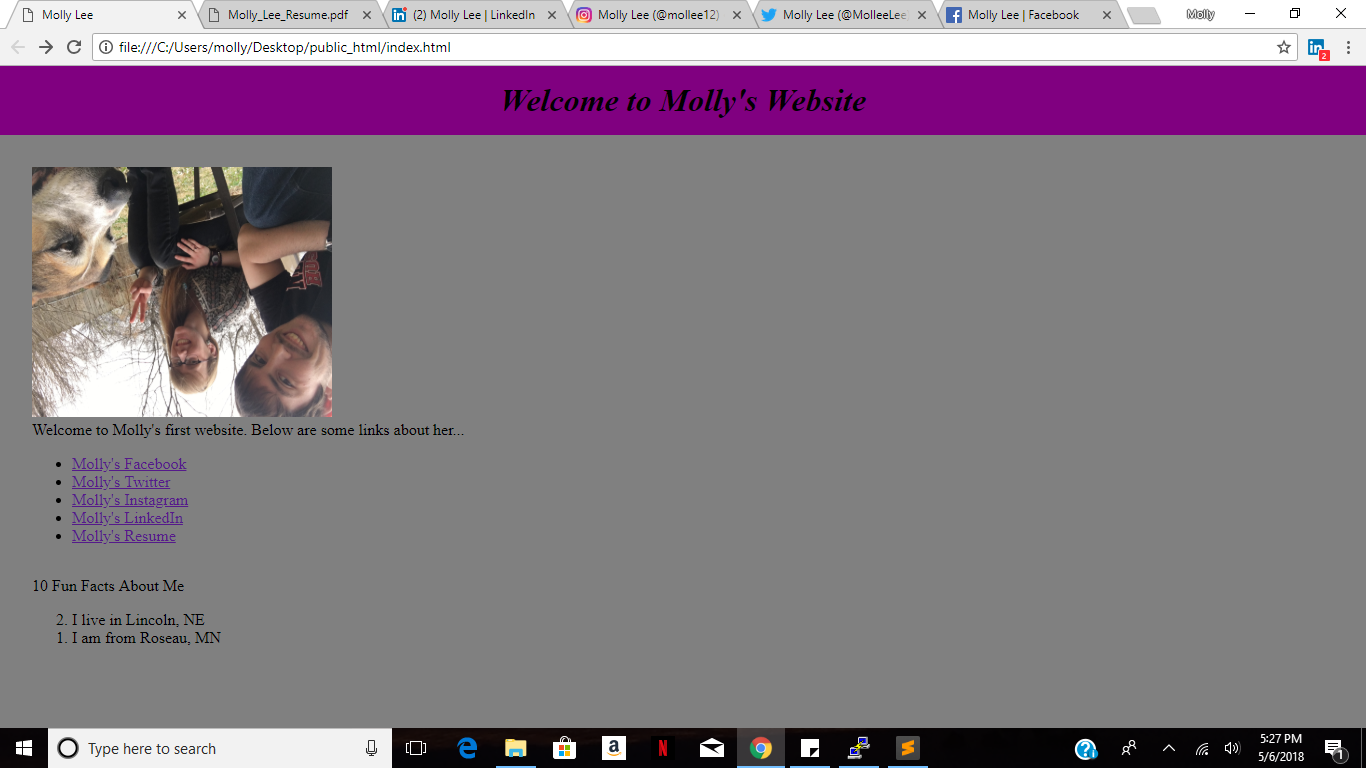 Molly Lee
Molly_Lee_Resume.pdf
(2) Molly Lee | LinkedIn
Molly Lee (@mollee12)
Molly Lee (@MolleeLee
Molly Lee | Facebook
Molly
file:///C:/Users/molly/Desktop/public_html/index.html
2
Welcome to Molly's Website
Welcome to Molly's first website. Below are some links about her...
• Molly's Facebook
• Molly's Twitter
• Molly's Instagram
• Molly's LinkedIn
• Molly's Resume
10 Fun Facts About Me
2. I live in Lincoln, NE
1. I am from Roseau, MN
Type here to search
5:27 PM
5/6/2018
1